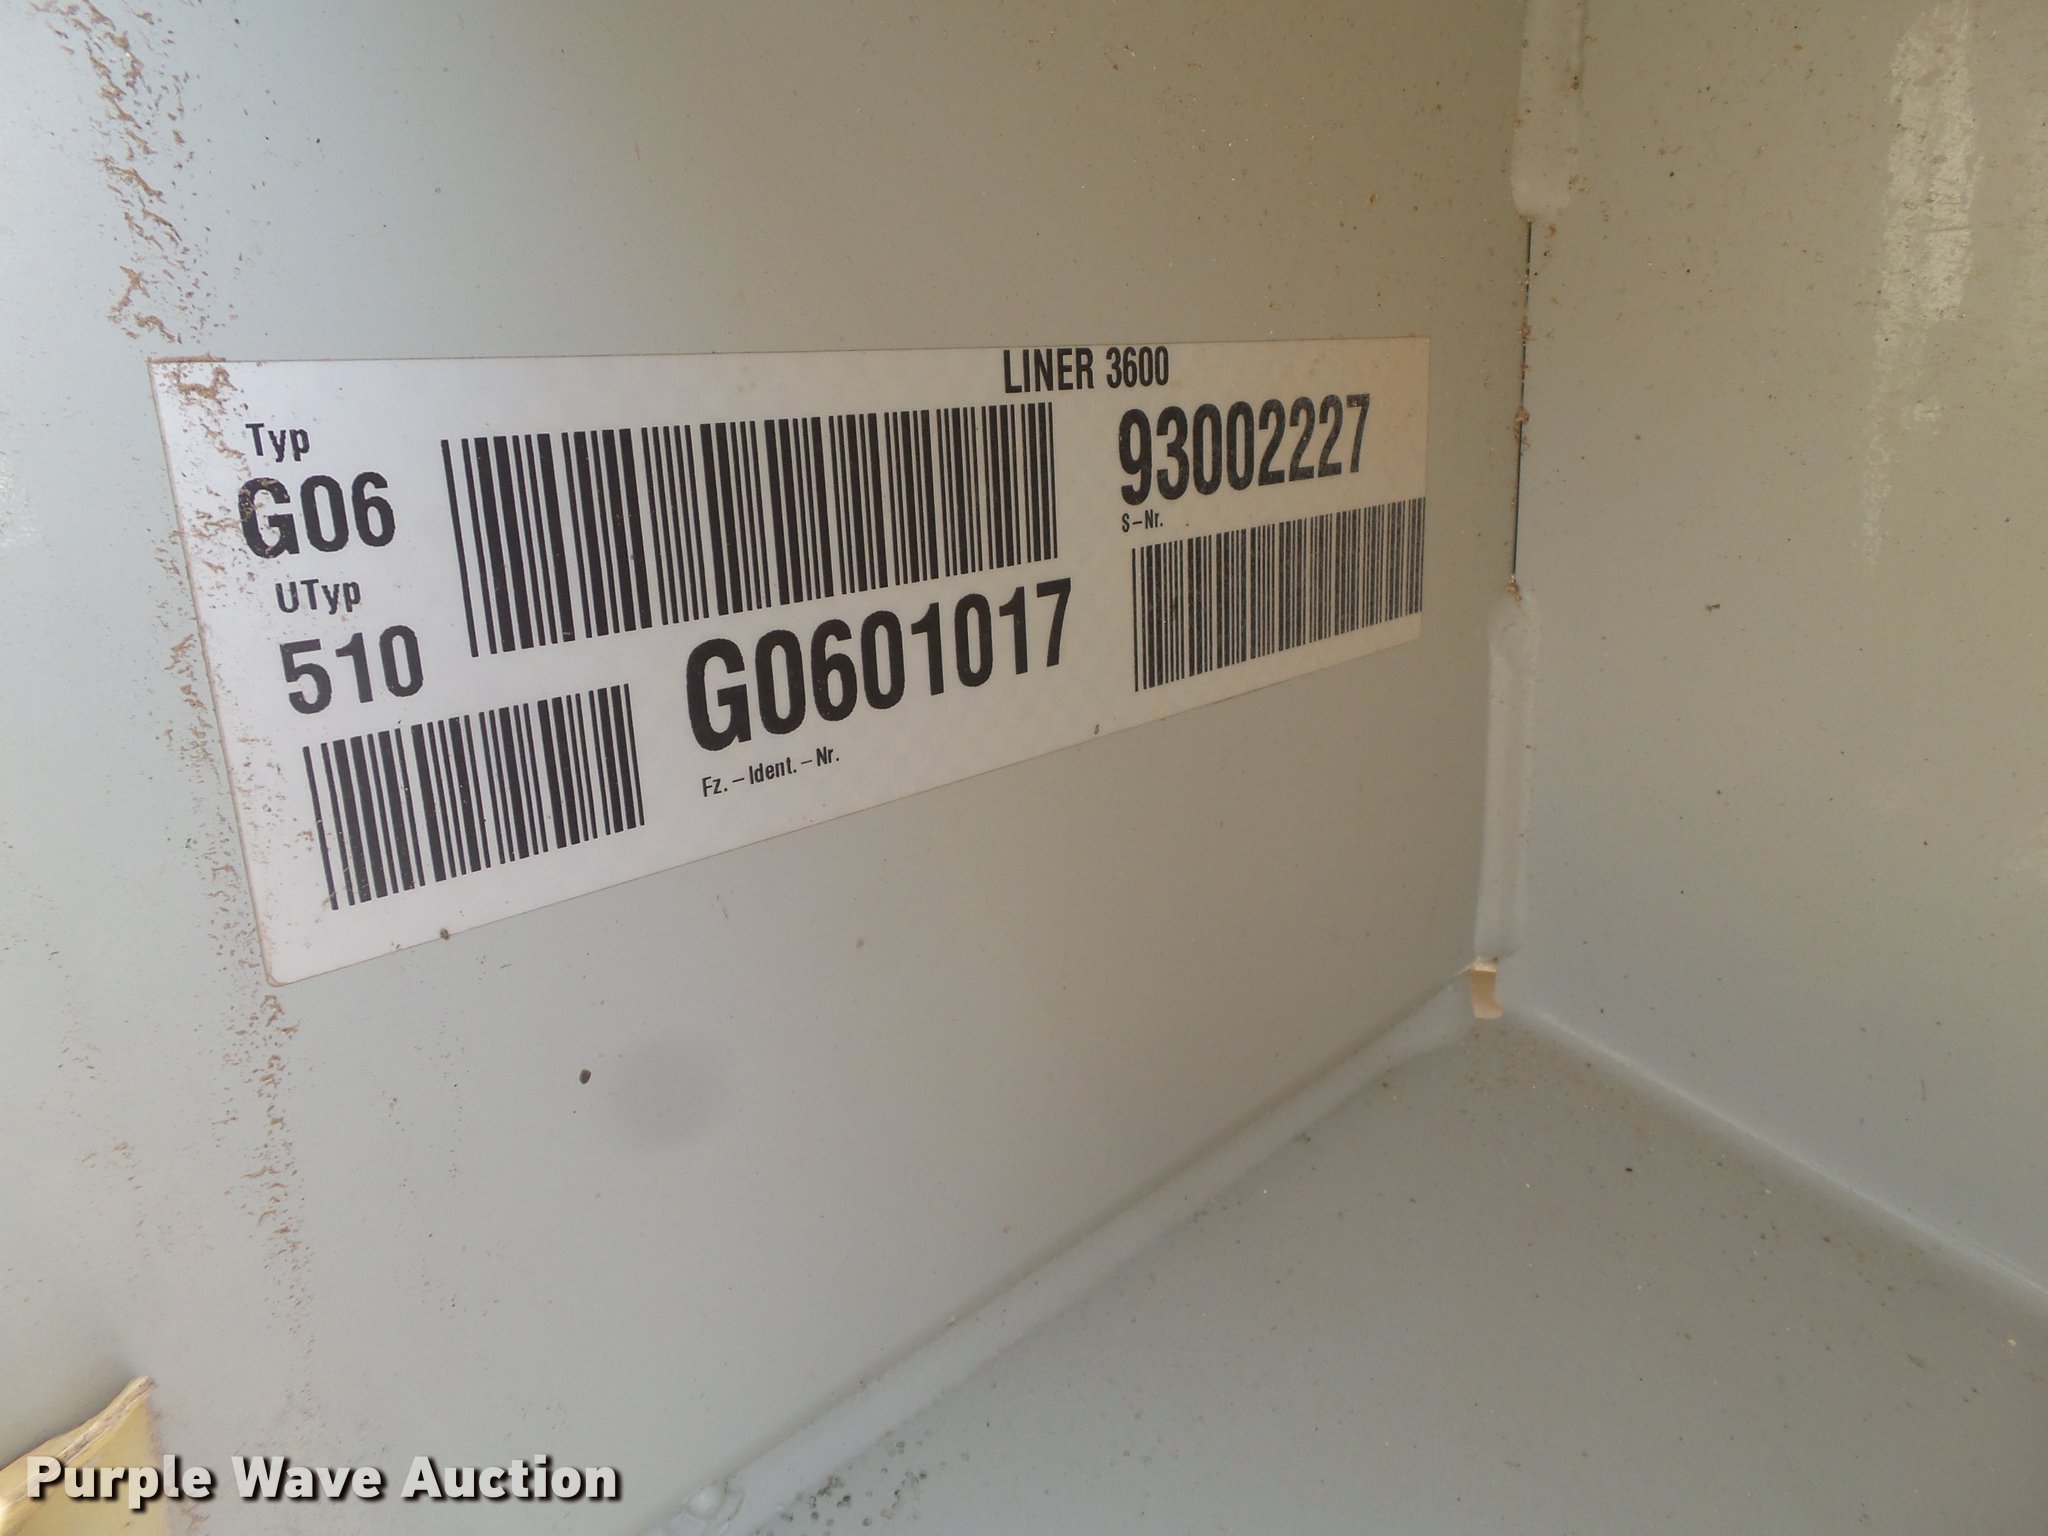 LINER 3600
Typ
G06
UTyp
510
G0601017
Fz.-Ident.-Nr.
93002227
S-Nr.
Purple Wave Auction